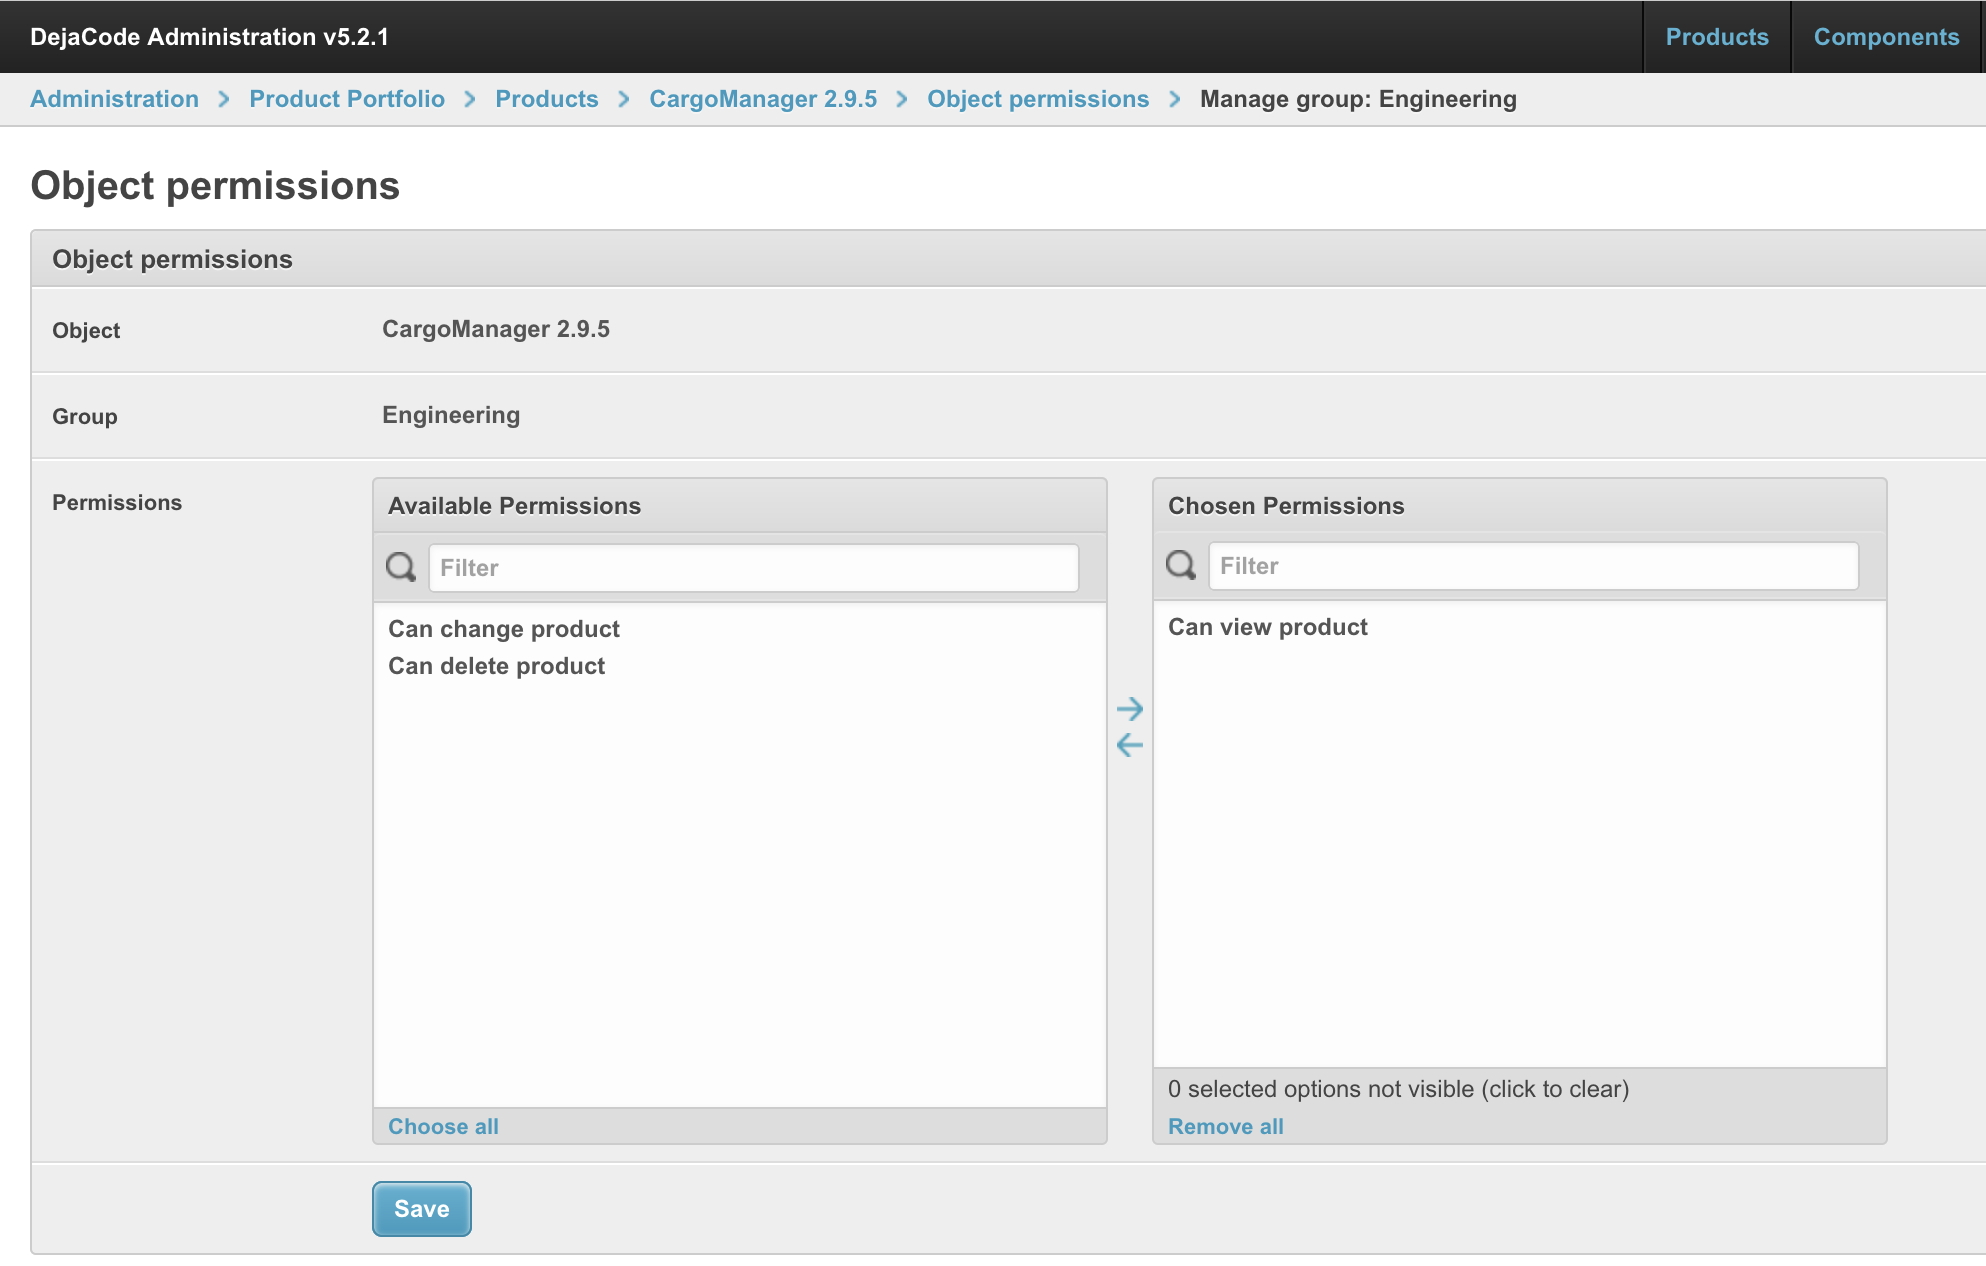 DejaCode Administration v5.2.1
Products
Components
Administration > Product Portfolio > Products > CargoManager 2.9.5 > Object permissions > Manage group: Engineering
Object permissions
Object permissions
Object
CargoManager 2.9.5
Group
Engineering
Permissions
Available Permissions
Filter
Can change product
Can delete product
Choose all
Chosen Permissions
Filter
Can view product
0 selected options not visible (click to clear)
Remove all
Save